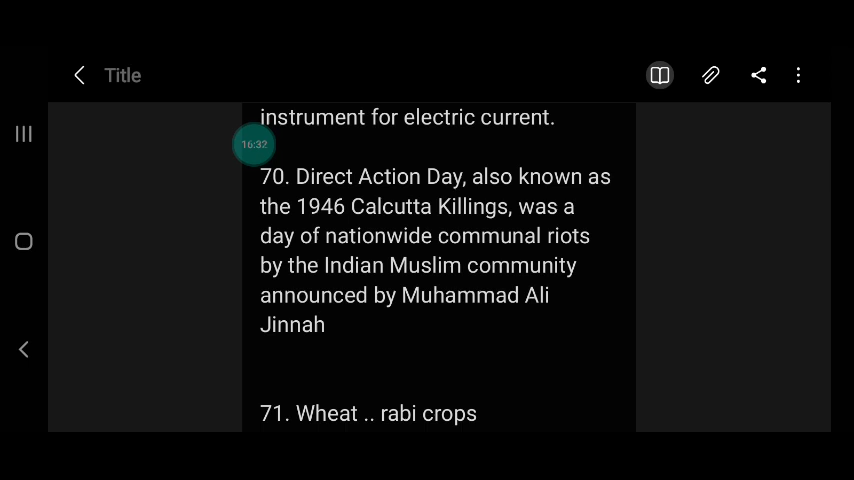 Title
instrument for electric current.
16:32
70. Direct Action Day, also known as
the 1946 Calcutta Killings, was a
day of nationwide communal riots
by the Indian Muslim community
announced by Muhammad Ali
Jinnah
71. Wheat .. rabi crops